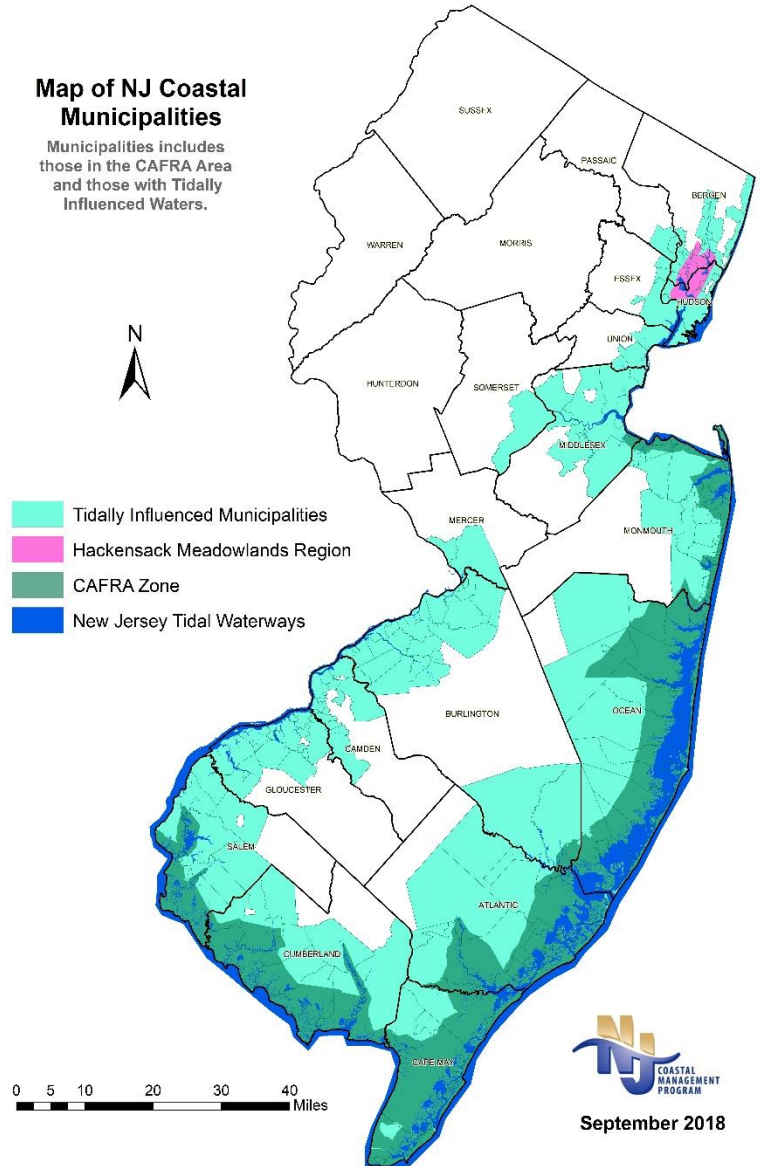 Map of NJ Coastal
Municipalities
Municipalities includes
those in the CAFRA Area
and those with Tidally
Influenced Waters.
SUSSEX
PASSAIC
BERGEN
WARREN
MORRIS
ESSEX
HUDSON
N
UNION
HUNTERDON
SOMERSET
MIDDLESEX
Tidally Influenced Municipalities
Hackensack Meadowlands Region
CAFRA Zone
New Jersey Tidal Waterways
MERCER
MONMOUTH
BURLINGTON
OCEAN
CAMDEN
GLOUCESTER
SALEM
ATLANTIC
CUMBERLAND
CAPE MAY
0 5 10 20 30 40
Miles
NJ
COASTAL
MANAGEMENT
PROGRAM
September 2018